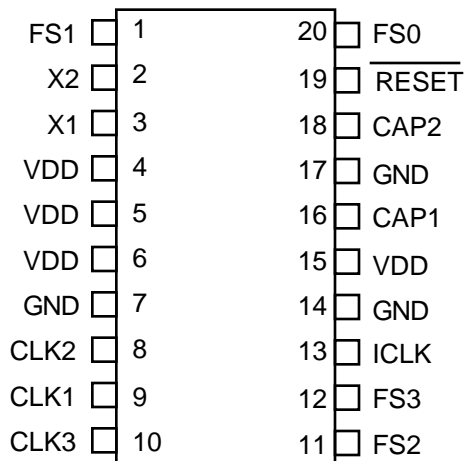 FS1 1 20 FS0
X2 2 19 RESET
X1 3 18 CAP2
VDD 4 17 GND
VDD 5 16 CAP1
VDD 6 15 VDD
GND 7 14 GND
CLK2 8 13 ICLK
CLK1 9 12 FS3
CLK3 10 11 FS2